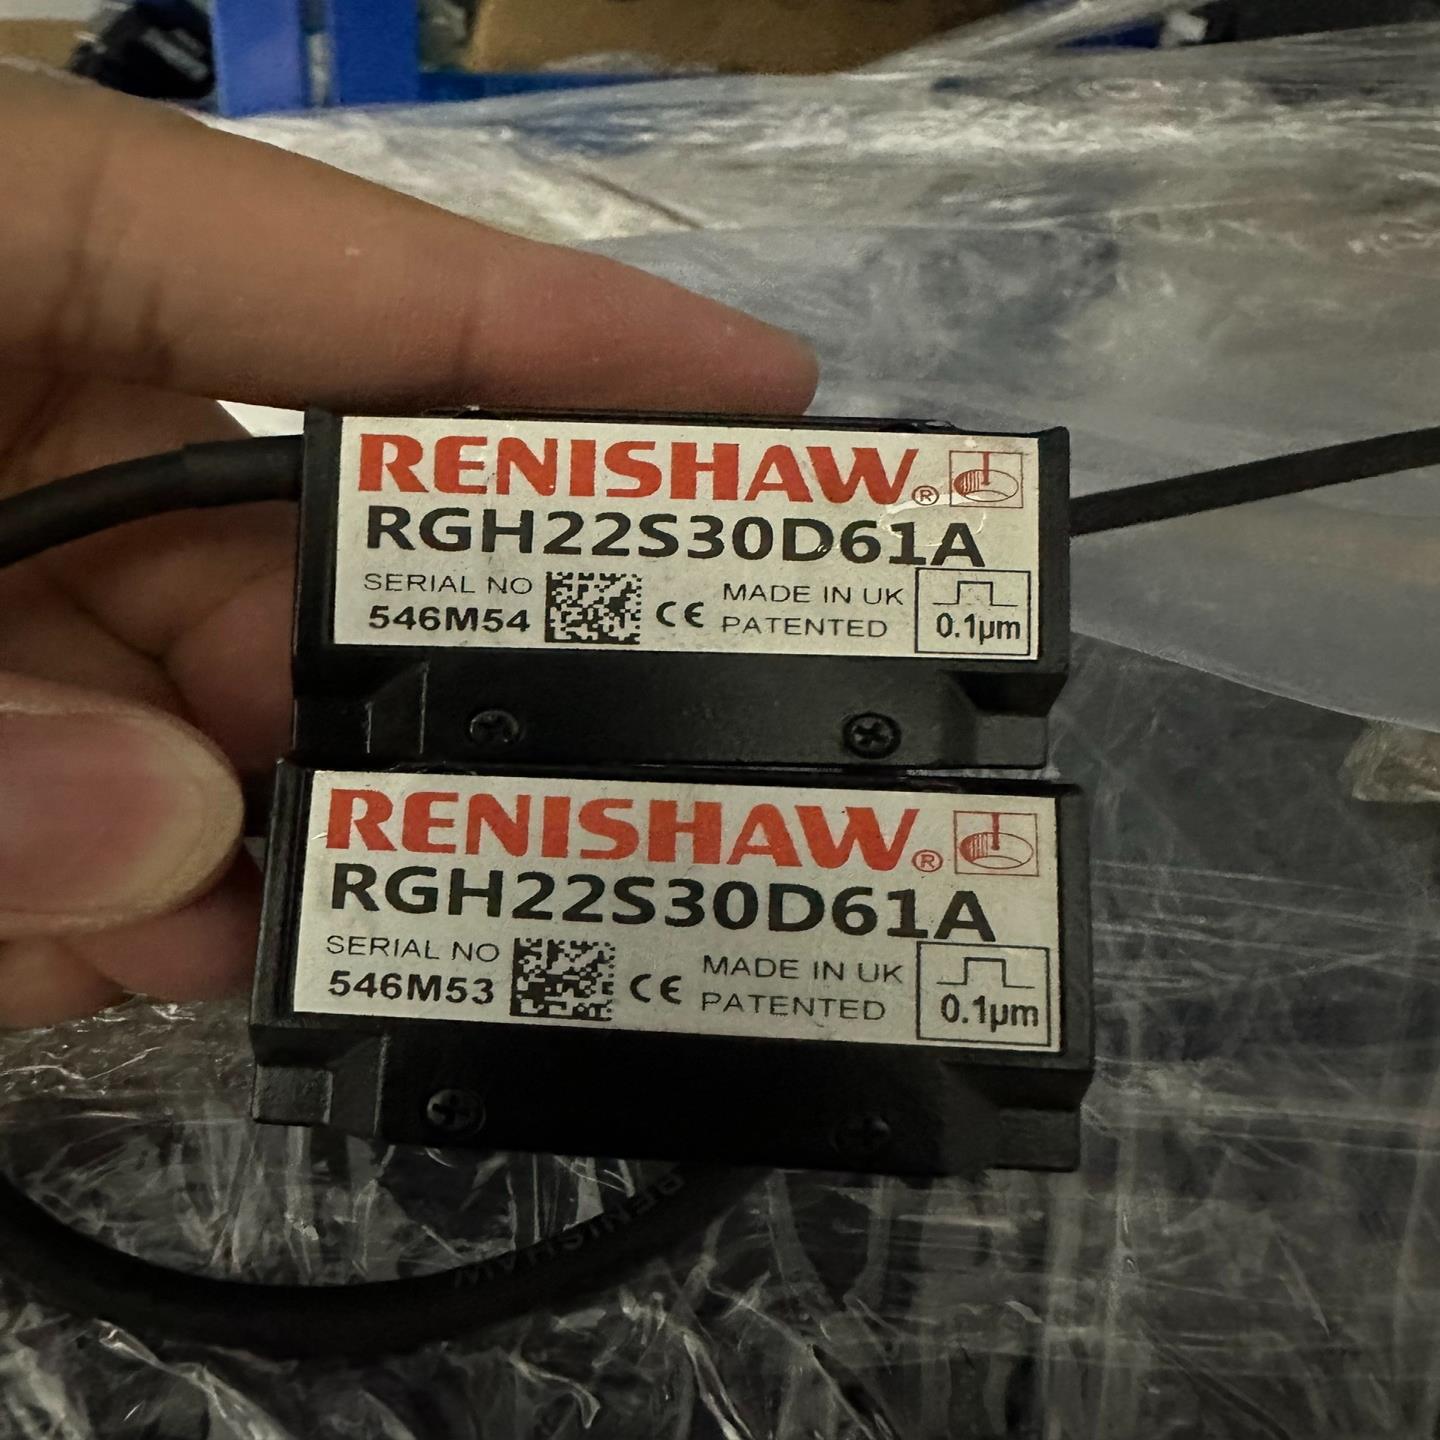 RENISHAW®
RGH22S30D61A
SERIAL NO
546M54
CE
MADE IN UK
PATENTED
0.1µm
RENISHAW®
RGH22S30D61A
SERIAL NO
546M53
CE
MADE IN UK
PATENTED
0.1µm
RENISHAW